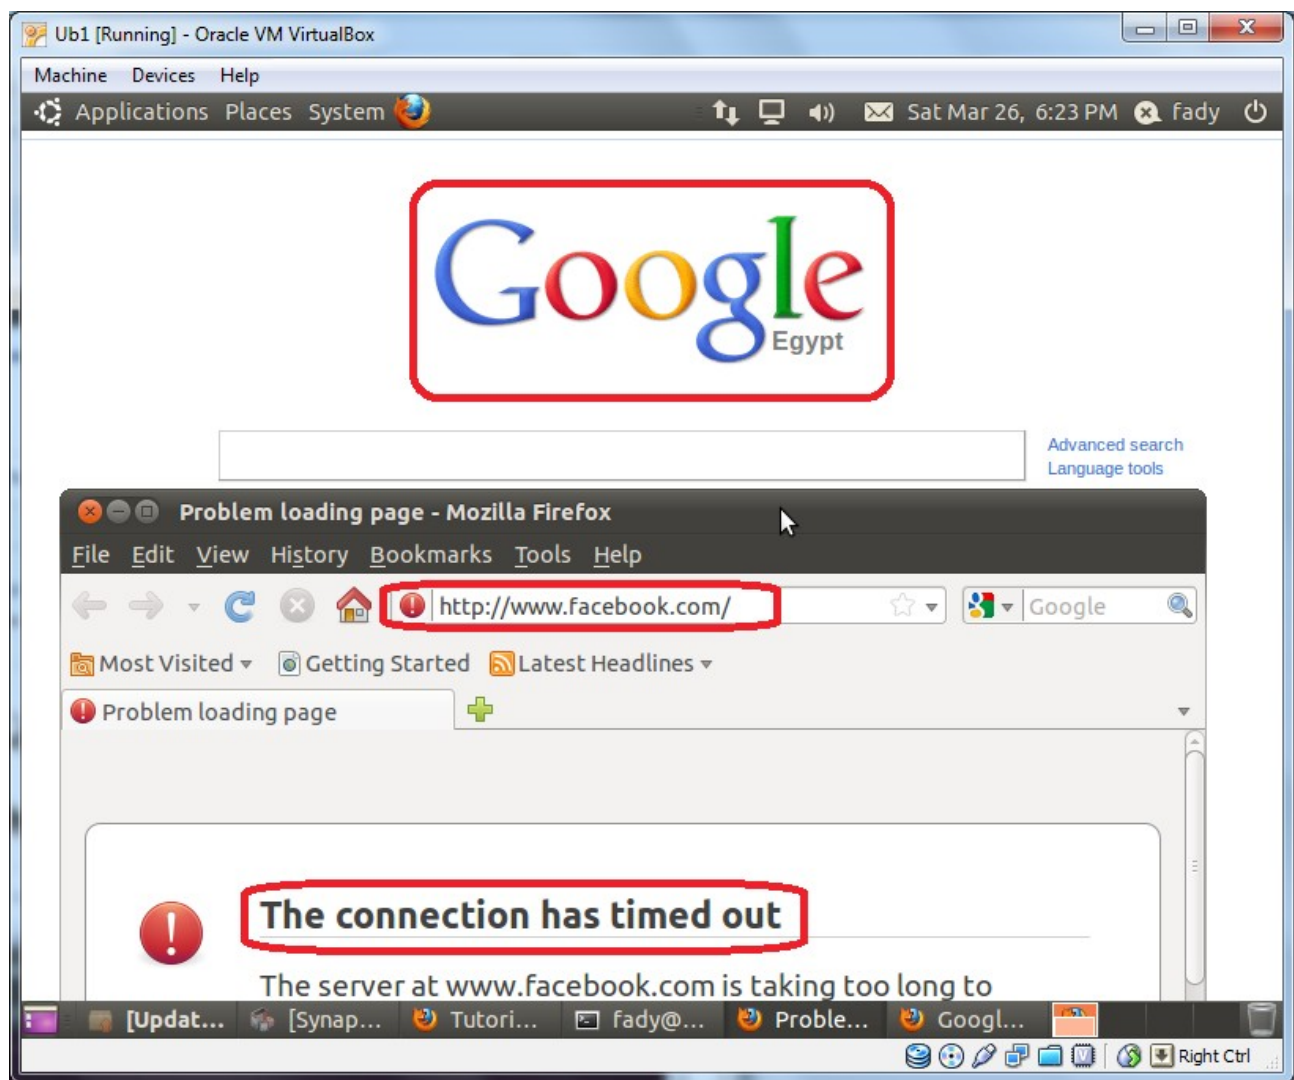 Ub1 [Running] - Oracle VM VirtualBox
Machine Devices Help
Applications Places System Sat Mar 26, 6:23 PM fady
Google
Egypt
Advanced search
Language tools
Problem loading page - Mozilla Firefox
File Edit View History Bookmarks Tools Help
http://www.facebook.com/ Google
Most Visited Getting Started Latest Headlines
Problem loading page
The connection has timed out
The server at www.facebook.com is taking too long to
[Updat... [Synap... Tutori... fady@... Proble... Googl...
Right Ctrl